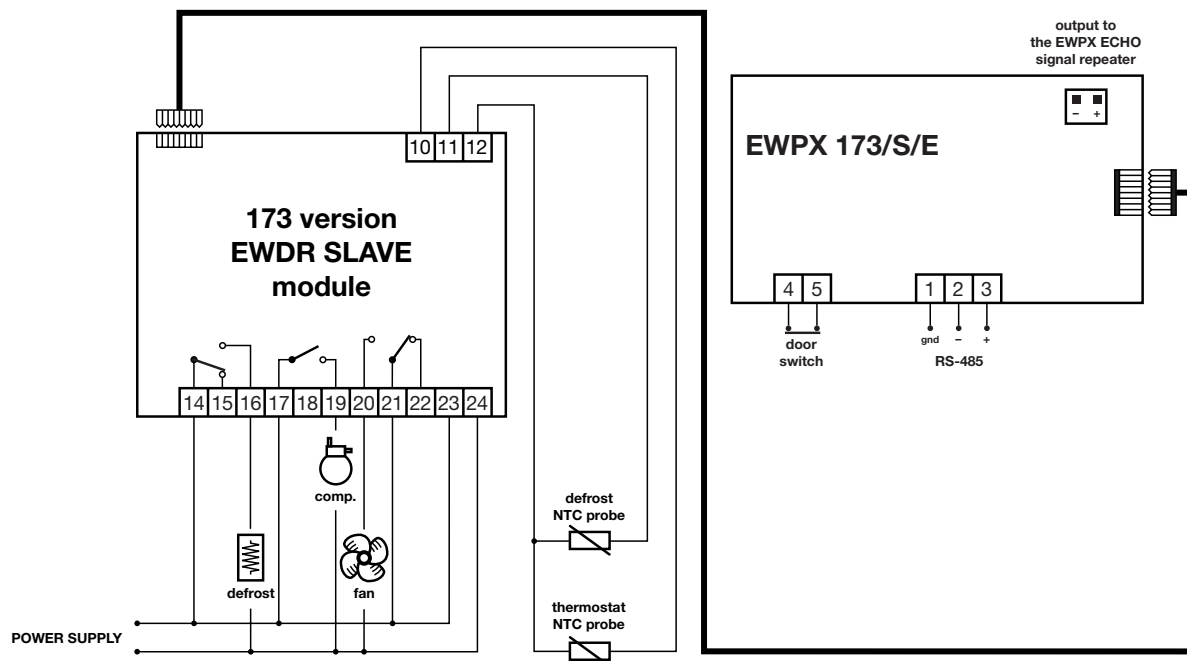 output to
the EWPX ECHO
signal repeater
− +
EWPX 173/S/E
10 11 12
173 version
EWDR SLAVE
module
4 5
1 2 3
door
switch
gnd − +
RS-485
14 15 16 17 18 19 20 21 22 23 24
comp.
defrost
NTC probe
defrost
fan
thermostat
NTC probe
POWER SUPPLY